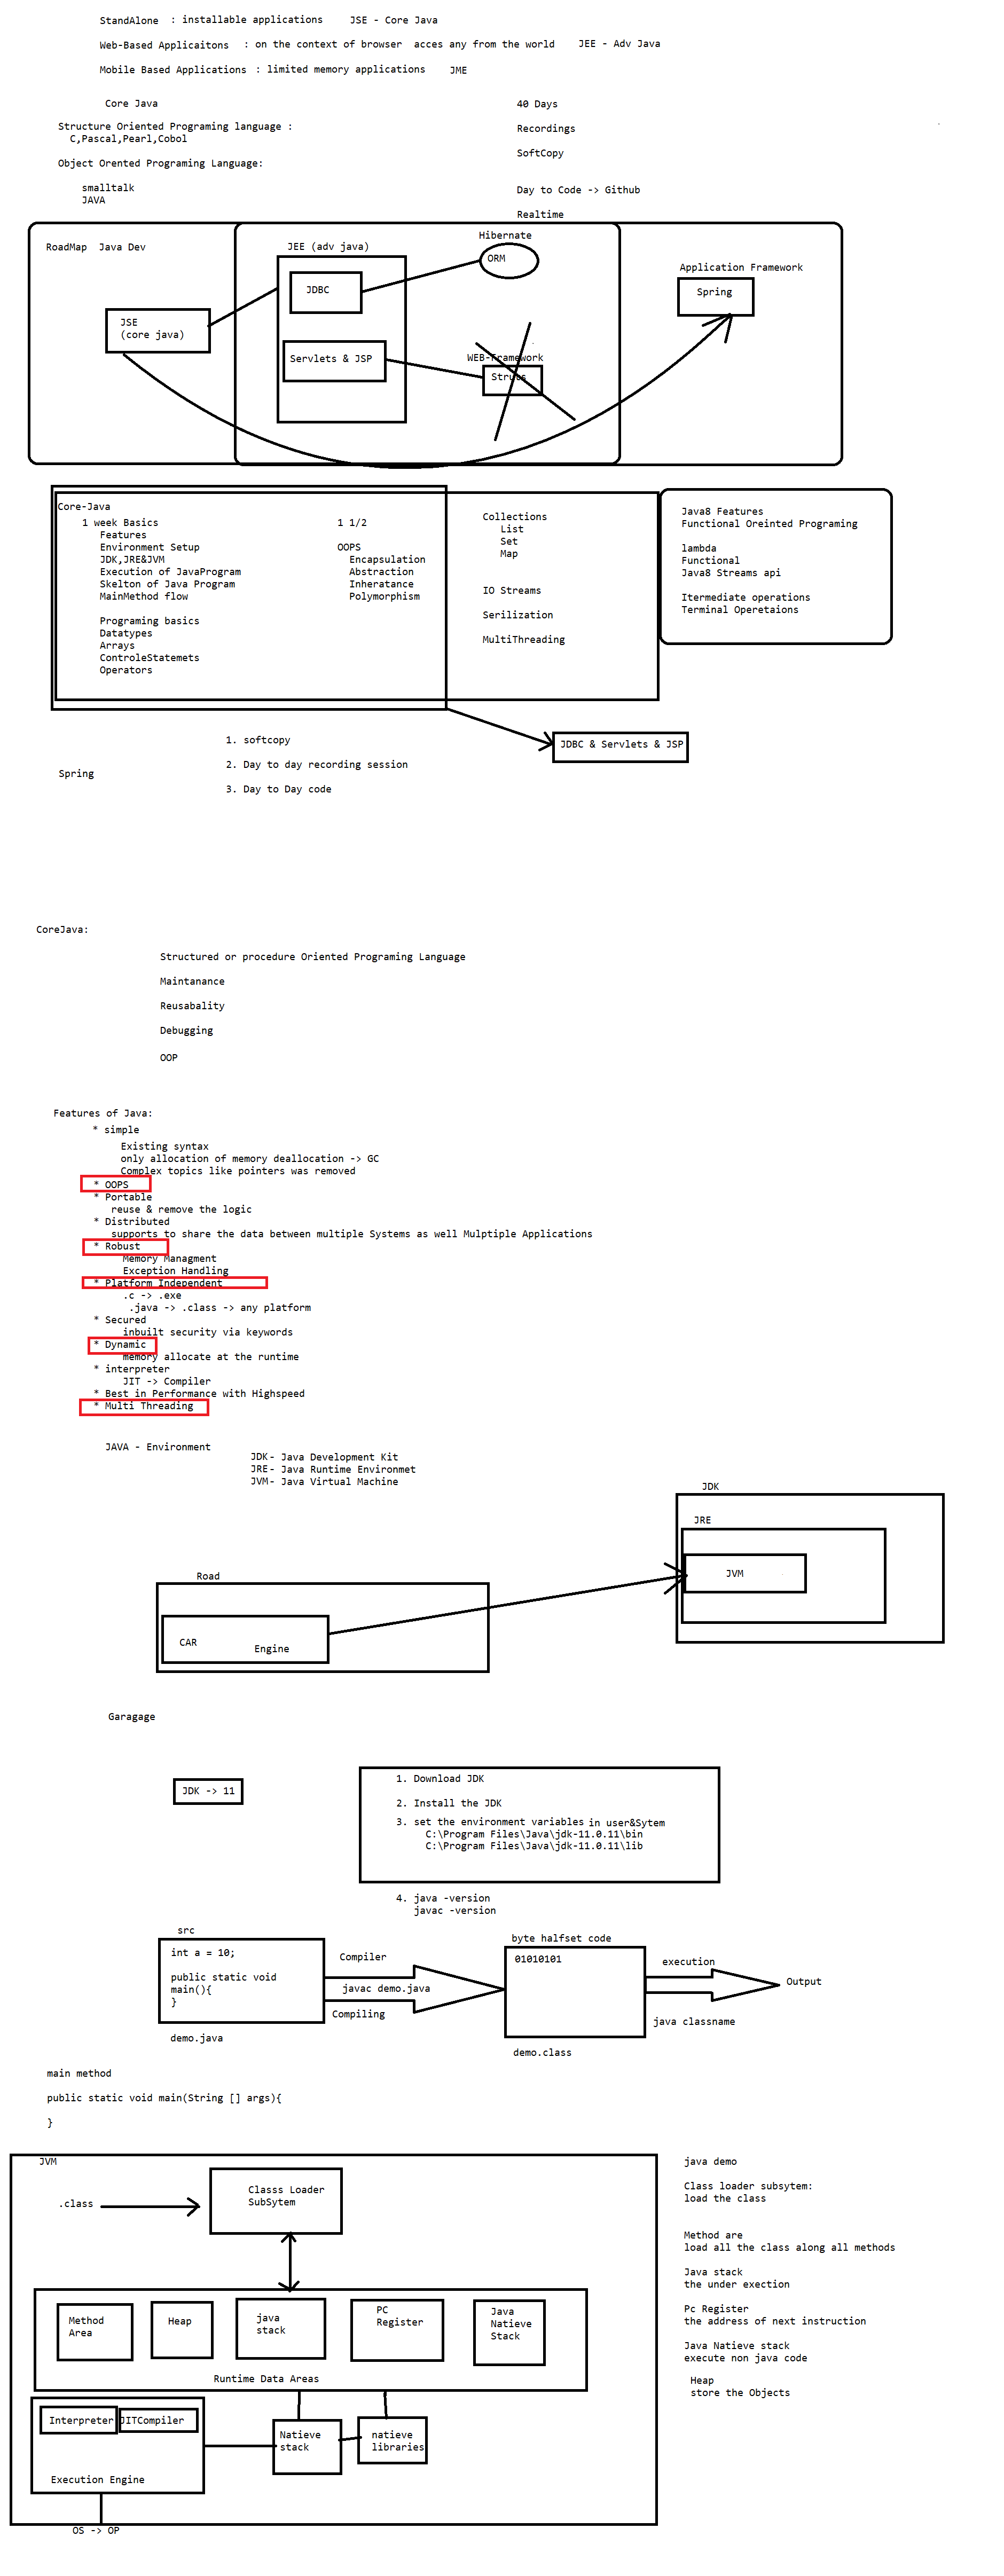 StandAlone : installable applications JSE - Core Java
Web-Based Applicaitons : on the context of browser acces any from the world JEE - Adv Java
Mobile Based Applications : limited memory applications JME
Core Java
Structure Oriented Programing language :
C,Pascal,Pearl,Cobol
Object Orented Programing Language:
smalltalk
JAVA
40 Days
Recordings
SoftCopy
Day to Code -> Github
Realtime
RoadMap Java Dev
JSE
(core java)
JEE (adv java)
JDBC
Servlets & JSP
Hibernate
ORM
WEB-Framework
Struts
Application Framework
Spring
Core-Java
1 week Basics
Features
Environment Setup
JDK,JRE&JVM
Execution of JavaProgram
Skelton of Java Program
MainMethod flow
Programing basics
Datatypes
Arrays
ControleStatemets
Operators
1 1/2
OOPS
Encapsulation
Abstraction
Inheratance
Polymorphism
Collections
List
Set
Map
IO Streams
Serilization
MultiThreading
Java8 Features
Functional Oreinted Programing
lambda
Functional
Java8 Streams api
Itermediate operations
Terminal Operetaions
JDBC & Servlets & JSP
1. softcopy
2. Day to day recording session
3. Day to Day code
Spring
CoreJava:
Structured or procedure Oriented Programing Language
Maintanance
Reusabality
Debugging
OOP
Features of Java:
* simple
Existing syntax
only allocation of memory deallocation -> GC
Complex topics like pointers was removed
* OOPS
* Portable
reuse & remove the logic
* Distributed
supports to share the data between multiple Systems as well Mulptiple Applications
* Robust
Memory Managment
Exception Handling
* Platform Independent
.c -> .exe
.java -> .class -> any platform
* Secured
inbuilt security via keywords
* Dynamic
memory allocate at the runtime
* interpreter
JIT -> Compiler
* Best in Performance with Highspeed
* Multi Threading
JAVA - Environment
JDK- Java Development Kit
JRE- Java Runtime Environmet
JVM- Java Virtual Machine
JDK
JRE
JVM
Road
CAR Engine
Garagage
JDK -> 11
1. Download JDK
2. Install the JDK
3. set the environment variables in user&Sytem
C:\Program Files\Java\jdk-11.0.11\bin
C:\Program Files\Java\jdk-11.0.11\lib
4. java -version
javac -version
src
int a = 10;
public static void
main(){
}
demo.java
Compiler
javac demo.java
Compiling
byte halfset code
01010101
demo.class
execution
java classname
Output
main method
public static void main(String [] args){
}
JVM
.class
Classs Loader
SubSytem
Method
Area
Heap
java
stack
PC
Register
Java
Natieve
Stack
Runtime Data Areas
Interpreter
JITCompiler
Execution Engine
Natieve
stack
natieve
libraries
OS -> OP
java demo
Class loader subsytem:
load the class
Method are
load all the class along all methods
Java stack
the under exection
Pc Register
the address of next instruction
Java Natieve stack
execute non java code
Heap
store the Objects